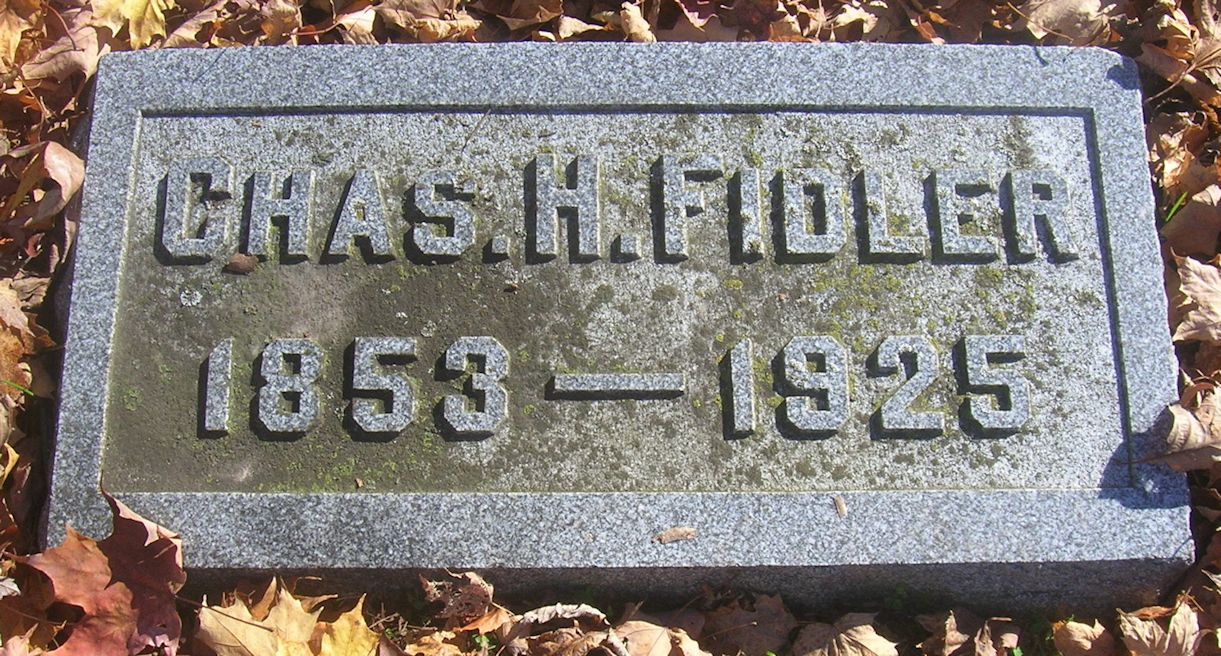 CHAS. H. FIDLER
1853 — 1925